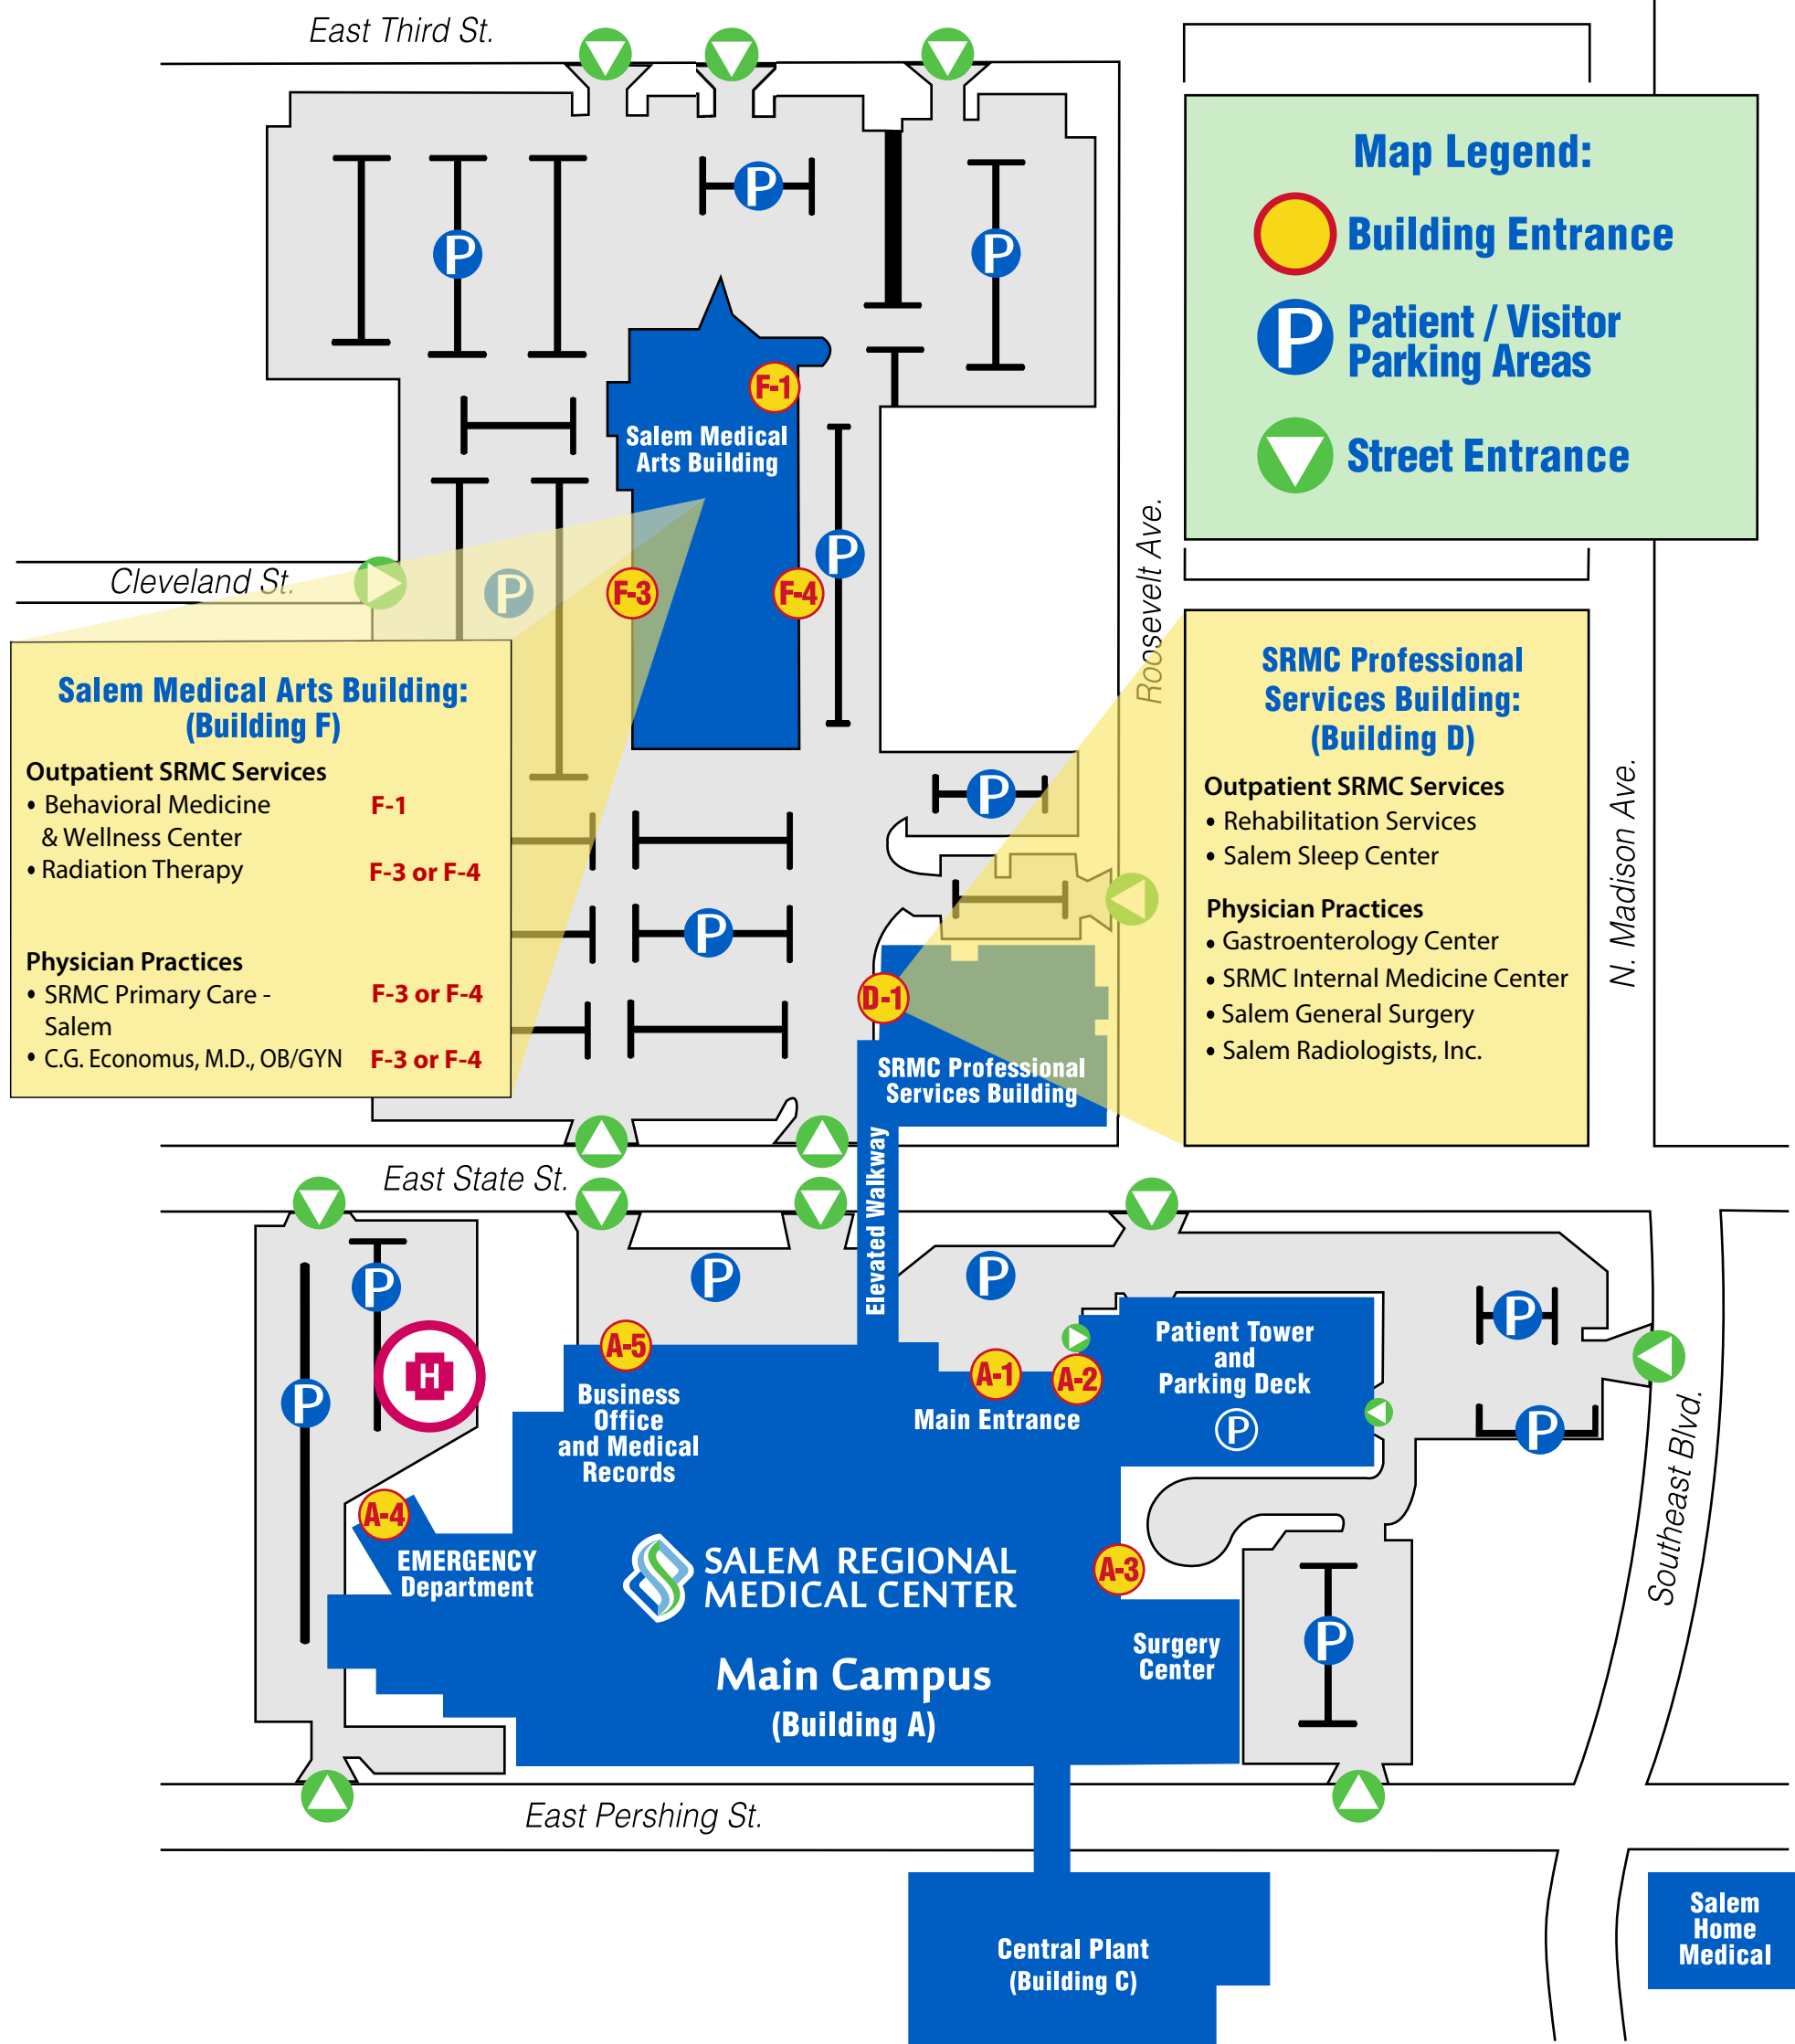 East Third St.
Map Legend:
Building Entrance
P
Patient / Visitor
Parking Areas
Street Entrance
P
P
P
F-1
Salem Medical
Arts Building
P
Cleveland St.
P
F-3
F-4
Roosevelt Ave.
Salem Medical Arts Building:
(Building F)
Outpatient SRMC Services
• Behavioral Medicine F-1
& Wellness Center
• Radiation Therapy F-3 or F-4
Physician Practices
• SRMC Primary Care - F-3 or F-4
Salem
• C.G. Economus, M.D., OB/GYN F-3 or F-4
SRMC Professional
Services Building:
(Building D)
Outpatient SRMC Services
• Rehabilitation Services
• Salem Sleep Center
Physician Practices
• Gastroenterology Center
• SRMC Internal Medicine Center
• Salem General Surgery
• Salem Radiologists, Inc.
N. Madison Ave.
P
P
D-1
SRMC Professional
Services Building
East State St.
Elevated Walkway
P
P
P
P
H
P
A-5
Business
Office
and Medical
Records
A-1
A-2
Main Entrance
Patient Tower
and
Parking Deck
P
P
Southeast Blvd.
A-4
EMERGENCY
Department
SALEM REGIONAL
MEDICAL CENTER
A-3
Main Campus
(Building A)
Surgery
Center
P
East Pershing St.
Central Plant
(Building C)
Salem
Home
Medical